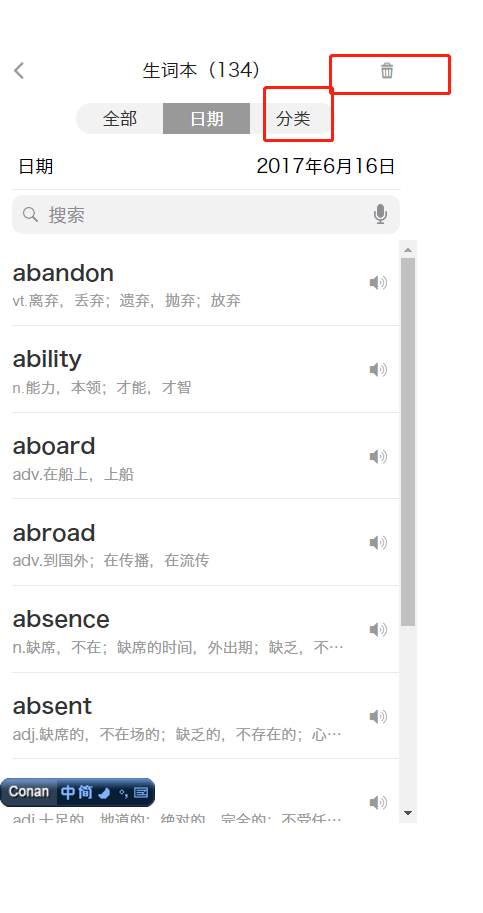 生词本（134）
全部 日期 分类
日期 2017年6月16日
搜索
abandon
vt.离弃，丢弃；遗弃，抛弃；放弃
ability
n.能力，本领；才能，才智
aboard
adv.在船上，上船
abroad
adv.到国外；在传播，在流传
absence
n.缺席，不在；缺席的时间，外出期；缺乏，不…
absent
adj.缺席的，不在场的；缺乏的，不存在的；心…
Conan 中简
adj.十足的，地道的；绝对的，完全的；不受任…